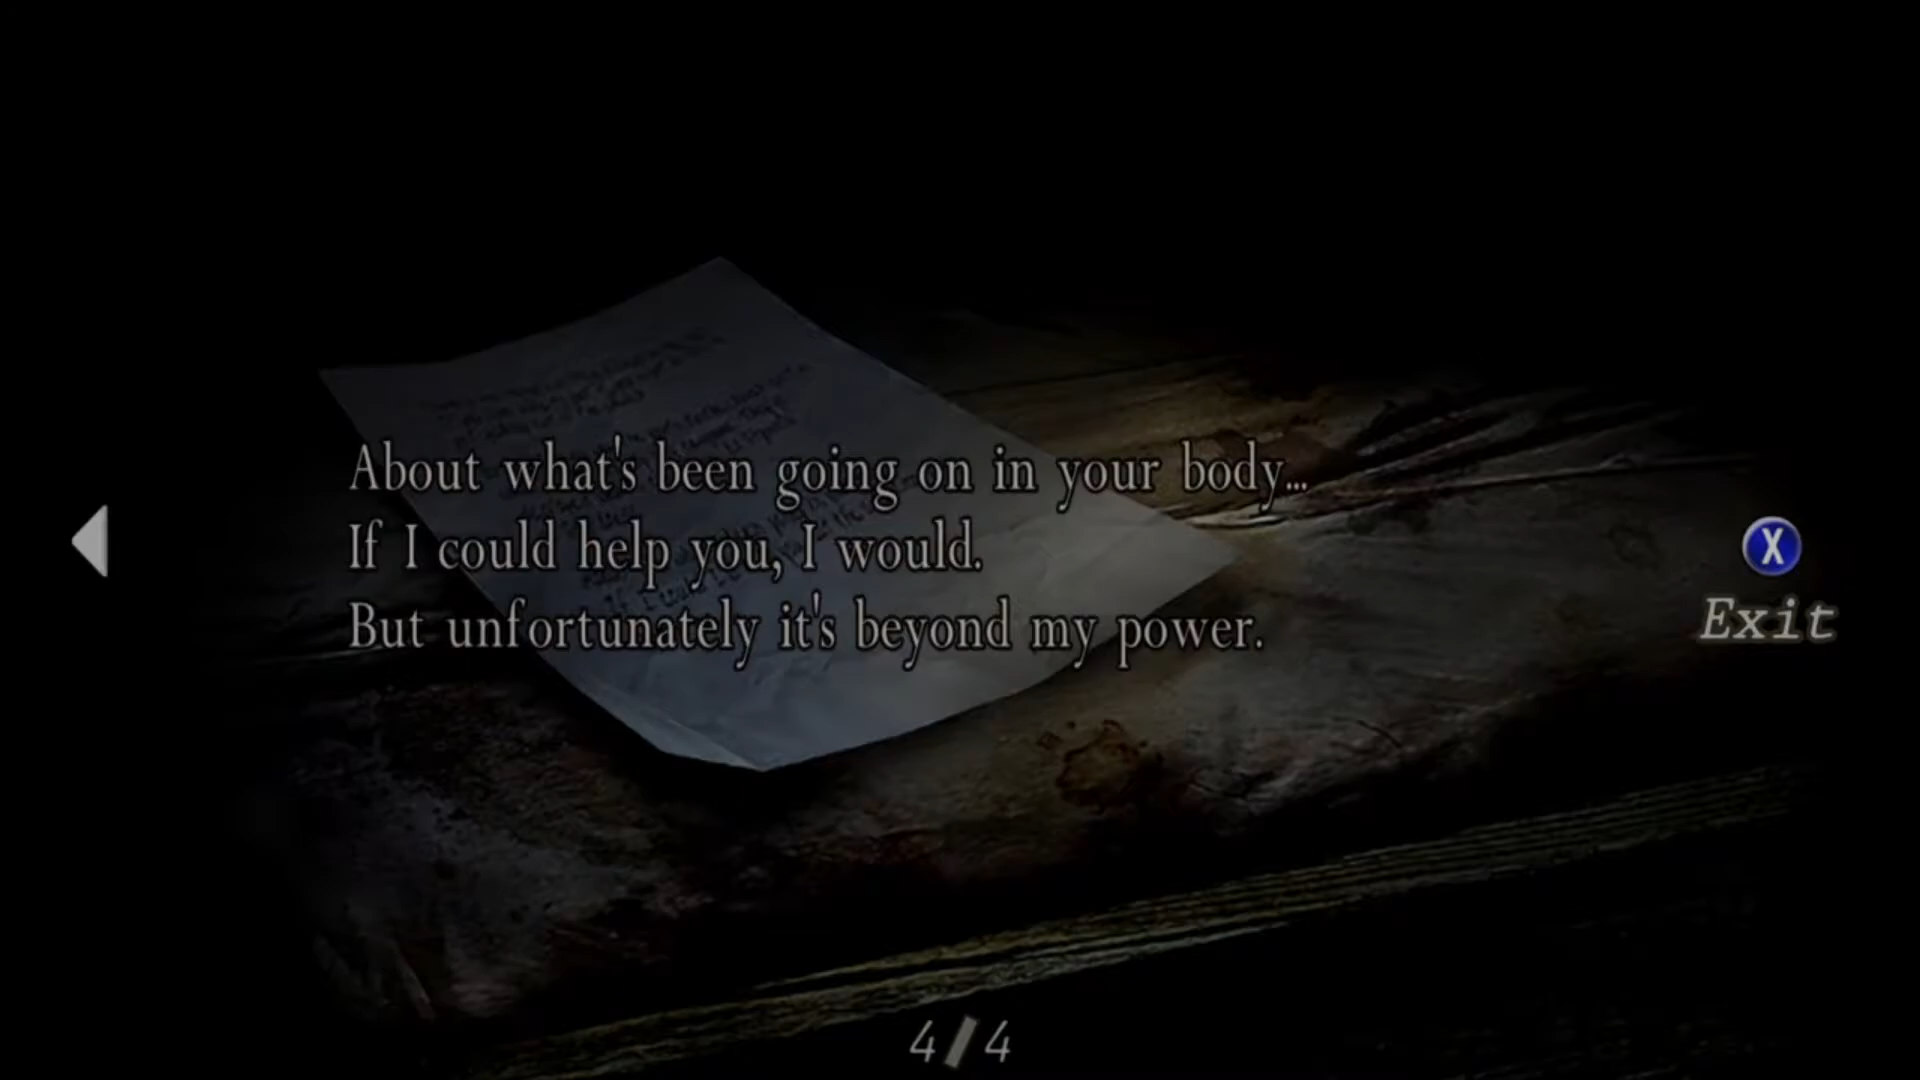 About what's been going on in your body...
If I could help you, I would.
But unfortunately it's beyond my power.
X
Exit
4/4